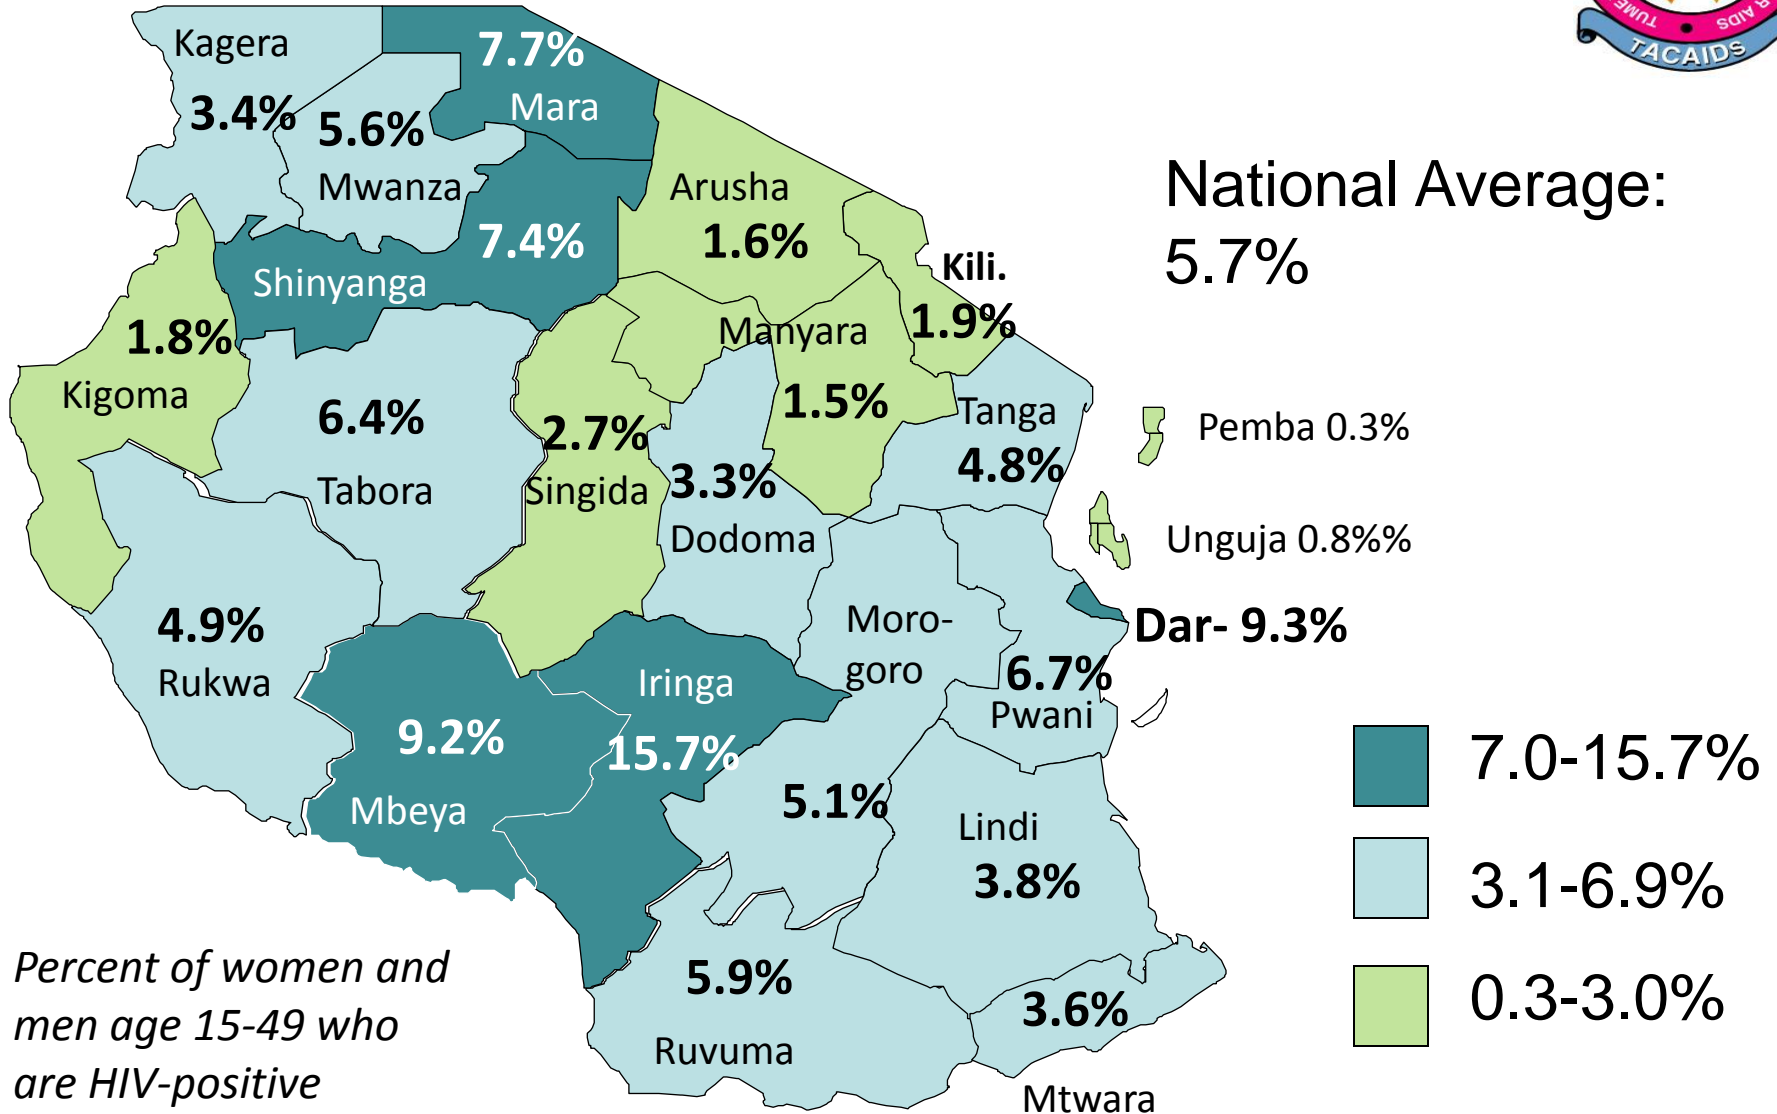 Kagera
3.4%
7.7%
Mara
5.6%
Mwanza
TUME
R AIDS
TACAIDS
Arusha
1.6%
National Average:
5.7%
7.4%
Shinyanga
Kili.
1.9%
1.8%
Kigoma
Manyara
1.5%
6.4%
Tabora
2.7%
Singida
3.3%
Dodoma
Tanga
4.8%
Pemba 0.3%
Unguja 0.8%%
4.9%
Rukwa
Moro-
goro
Dar- 9.3%
6.7%
Pwani
Iringa
15.7%
9.2%
Mbeya
5.1%
Lindi
3.8%
7.0-15.7%
3.1-6.9%
0.3-3.0%
5.9%
Ruvuma
3.6%
Mtwara
Percent of women and
men age 15-49 who
are HIV-positive